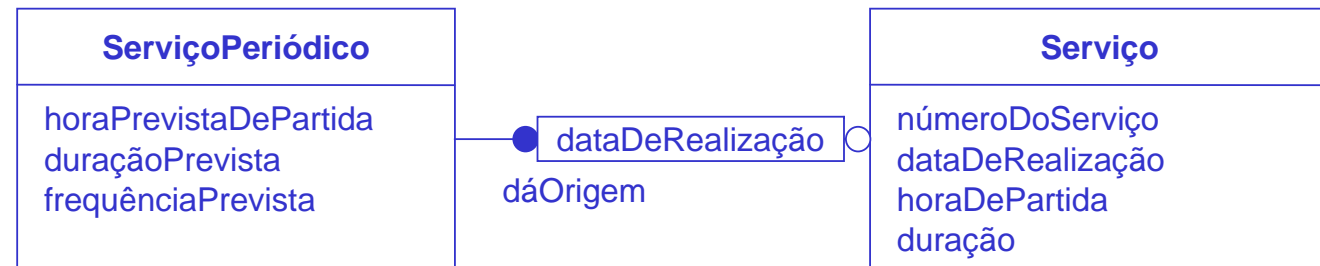 ServiçoPeriódico
horaPrevistaDePartida
duraçãoPrevista
frequênciaPrevista
dataDeRealização
dáOrigem
Serviço
númeroDoServiço
dataDeRealização
horaDePartida
duração